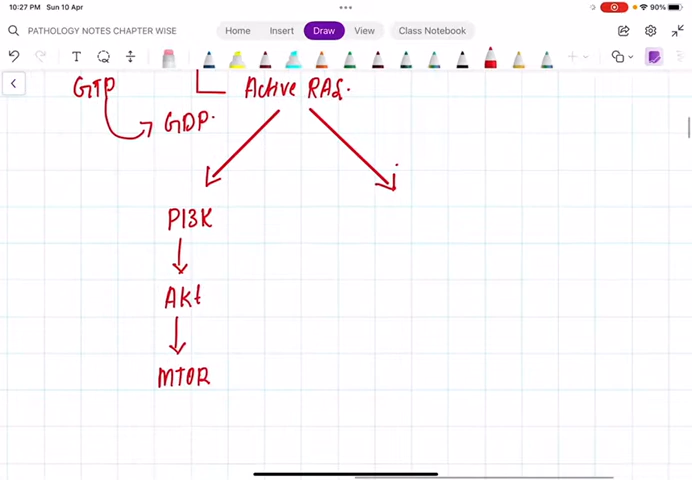 10:27 PM Sun 10 Apr
90%
PATHOLOGY NOTES CHAPTER WISE
Home Insert Draw View Class Notebook
GTP
Active RAS.
GDP.
PI3K
Akt
MTOR